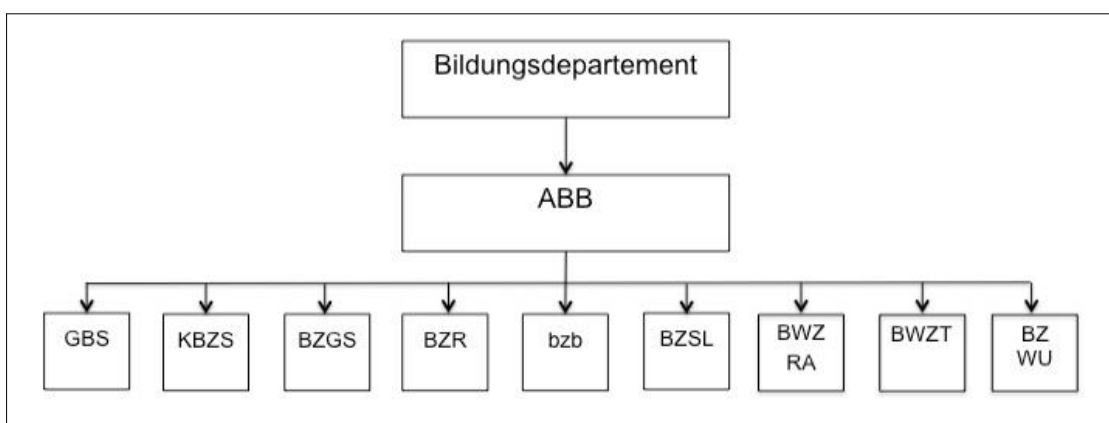 Bildungsdepartement
ABB
GBS
KBZS
BZGS
BZR
bzb
BZSL
BWZ
RA
BWZT
BZ
WU